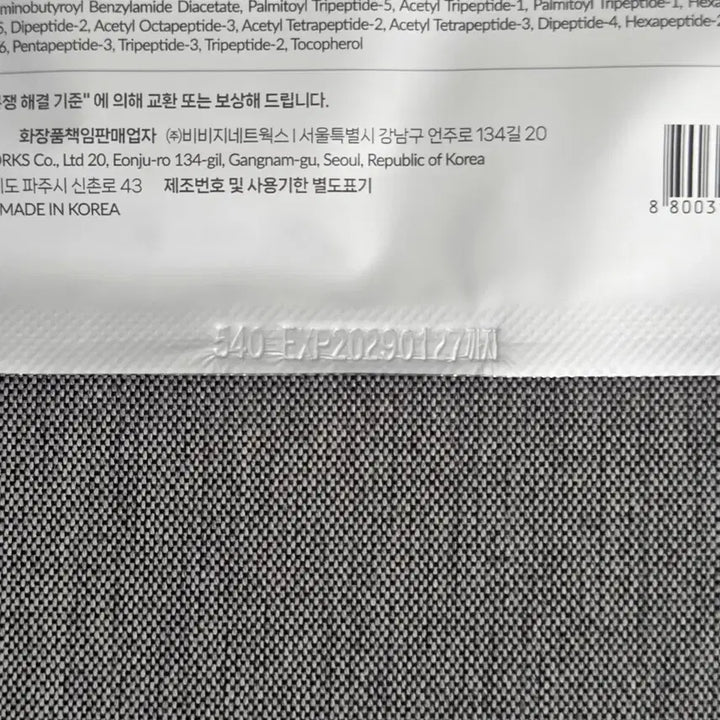 minobutyroyl Benzylamide Diacetate, Palmitoyl Tripeptide-5, Acetyl Tripeptide-1, Palmitoyl Tripeptide-1, Hexa
5, Dipeptide-2, Acetyl Octapeptide-3, Acetyl Tetrapeptide-2, Acetyl Tetrapeptide-3, Dipeptide-4, Hexapeptide-2
6, Pentapeptide-3, Tripeptide-3, Tripeptide-2, Tocopherol
쟁 해결 기준" 에 의해 교환 또는 보상해 드립니다.
화장품책임판매업자 ㈜비비지네트웍스 | 서울특별시 강남구 언주로 134길 20
ORKS Co., Ltd 20, Eonju-ro 134-gil, Gangnam-gu, Seoul, Republic of Korea
도 파주시 신촌로 43 제조번호 및 사용기한 별도표기
MADE IN KOREA
8 8003
540 EXP20290127까지